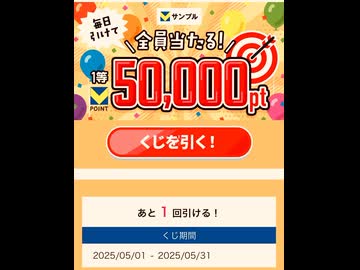 サンプル
毎日
引けて
全員当たる!
1等
50,000pt
V
POINT
くじを引く!
あと 1 回引ける!
くじ期間
2025/05/01 - 2025/05/31